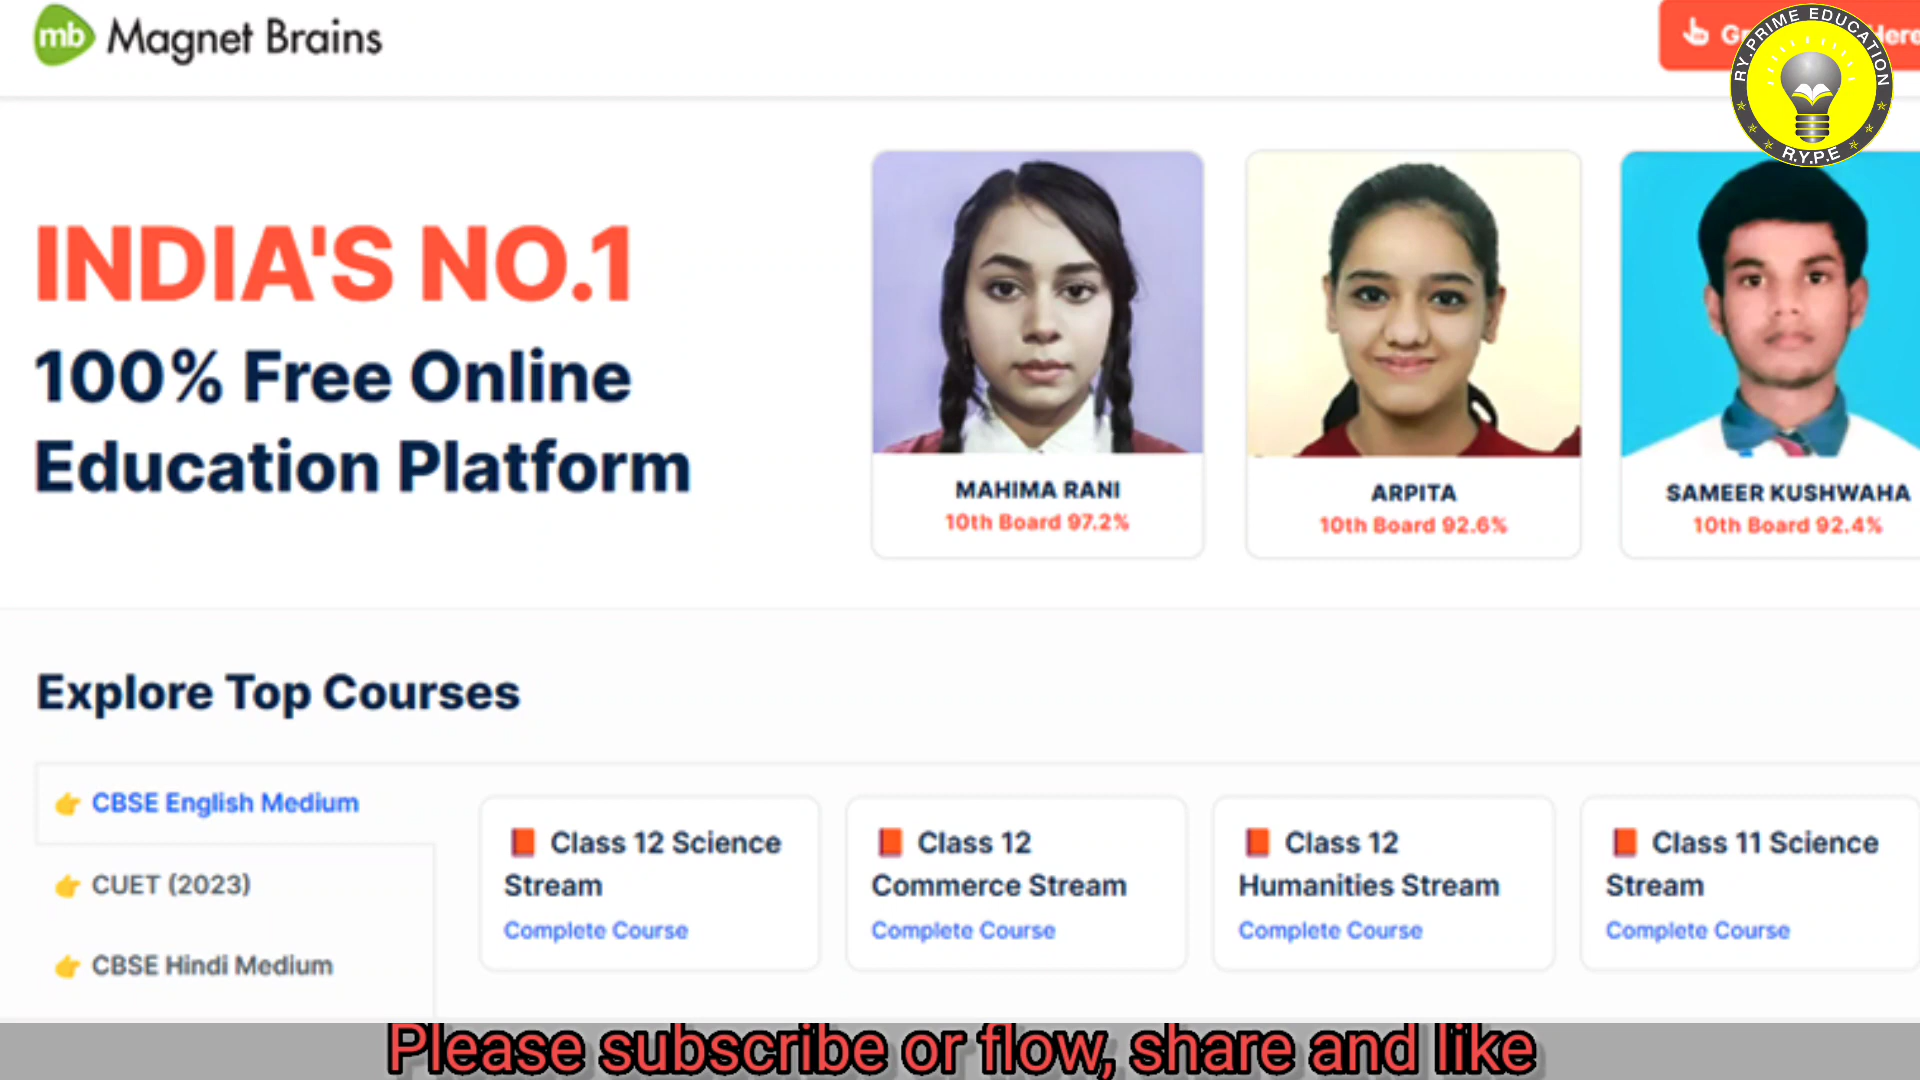 mb Magnet Brains
RY.PRIME EDUCATION
R.Y.P.E
INDIA'S NO.1
100% Free Online
Education Platform
MAHIMA RANI
10th Board 97.2%
ARPITA
10th Board 92.6%
SAMEER KUSHWAHA
10th Board 92.4%
Explore Top Courses
CBSE English Medium
CUET (2023)
CBSE Hindi Medium
Class 12 Science
Stream
Complete Course
Class 12
Commerce Stream
Complete Course
Class 12
Humanities Stream
Complete Course
Class 11 Science
Stream
Complete Course
Please subscribe or flow, share and like